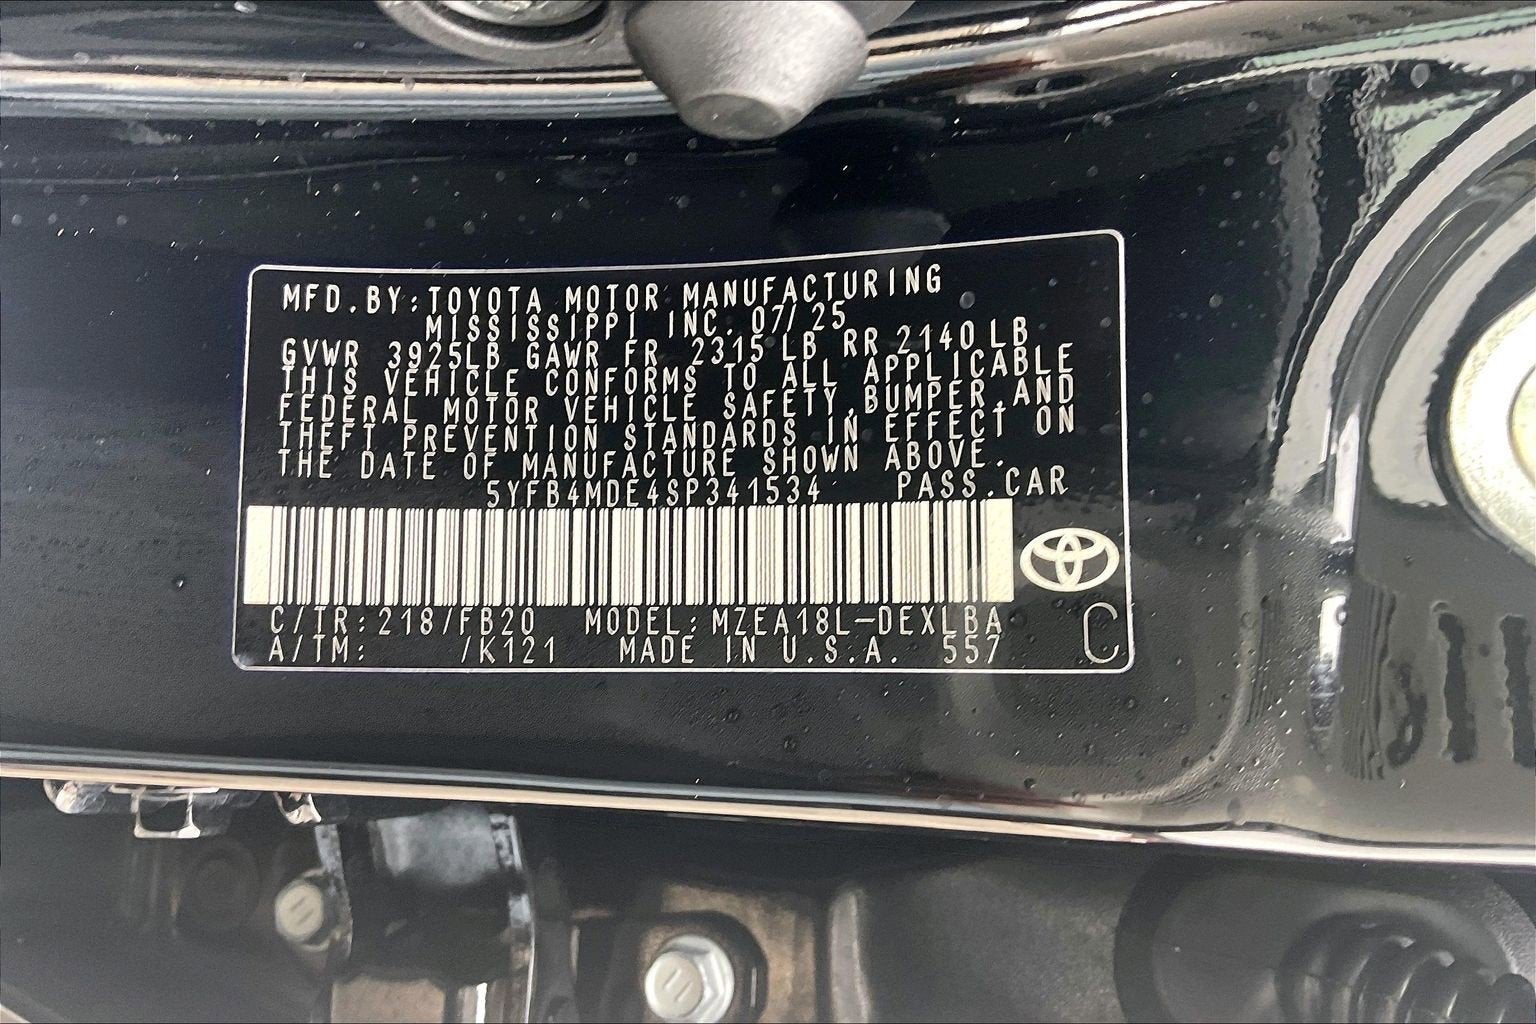 MFD.BY:TOYOTA MOTOR MANUFACTURING
MISSISSIPPI INC. 07/25
GVWR 3925LB GAWR FR 2315 LB RR 2140 LB
THIS VEHICLE CONFORMS TO ALL APPLICABLE
FEDERAL MOTOR VEHICLE SAFETY,BUMPER,AND
THEFT PREVENTION STANDARDS IN EFFECT ON
THE DATE OF MANUFACTURE SHOWN ABOVE.
5YFB4MDE4SP341534 PASS.CAR
C/TR:218/FB20 MODEL:MZEA18L-DEXLBA
A/TM: /K121 MADE IN U.S.A. 557 C